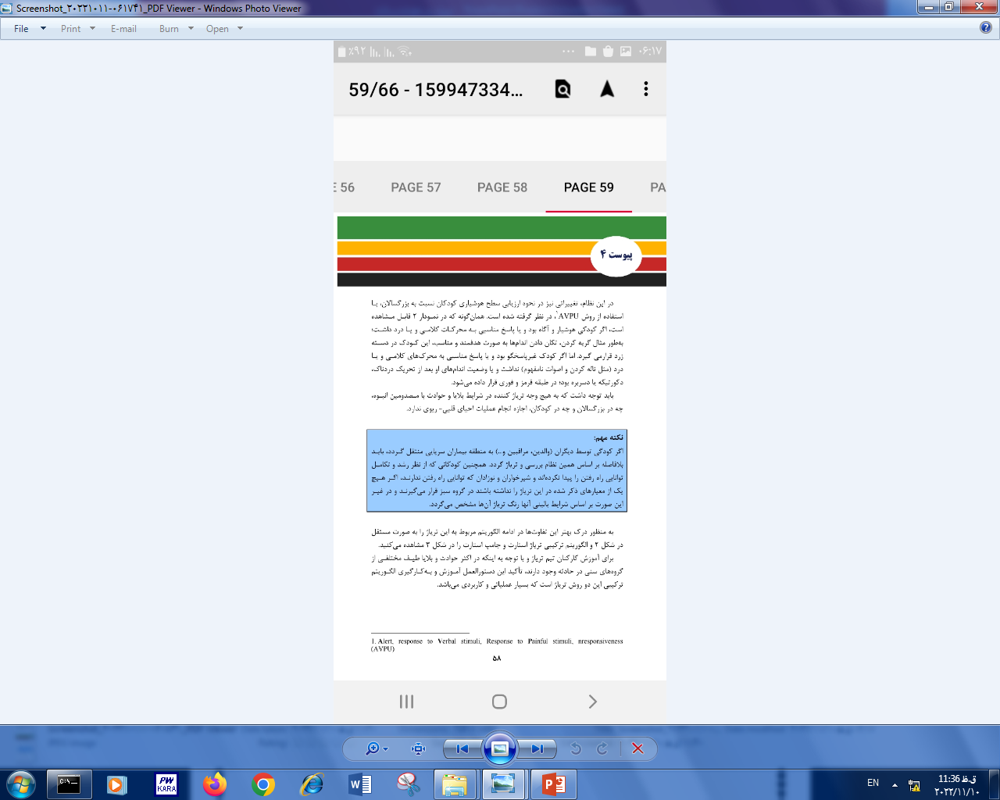 Screenshot_۲۰۲۲۱۰۱۱-۰۶۱۷۴۱_PDF Viewer - Windows Photo Viewer
File Print E-mail Burn Open
٪۹۲ ۰۶:۱۷
59/66 - 159947334...
E 56 PAGE 57 PAGE 58 PAGE 59 PA
پیوست ۴
در این نظام، تغییراتی نیز در نحوه ارزیابی سطح هوشیاری کودکان نسبت به بزرگسالان، با
استفاده از روش AVPU۱، در نظر گرفته شده است. همان‌گونه که در نمودار ۲ قابل مشاهده
است، اگر کودکی هوشیار و آگاه بود و یا پاسخ مناسبی به محرکات کلامی و یا درد داشت؛
به‌طور مثال گریه کردن، تکان دادن اندام‌ها به صورت هدفمند و مناسب، این کودک در دسته
زرد قرارمی گیرد. اما اگر کودک غیرپاسخگو بود و یا پاسخ مناسبی به محرک‌های کلامی و یا
درد (مثل ناله کردن و اصوات نامفهوم) نداشت و یا وضعیت اندام‌های او بعد از تحریک دردناک،
دکورتیکه یا دسربره بود؛ در طبقه قرمز و فوری قرار داده می‌شود.
باید توجه داشت که به هیچ وجه تریاژ کننده در شرایط بلایا و حوادث با مصدومین انبوه،
چه در بزرگسالان و چه در کودکان، اجازه انجام عملیات احیای قلبی- ریوی ندارد.
نکته مهم:
اگر کودکی توسط دیگران (والدین، مراقبین و...) به منطقه بیماران سرپایی منتقل گردد، باید
بلافاصله بر اساس همین نظام بررسی و تریاژ گردد. همچنین کودکانی که از نظر رشد و تکامل
توانایی راه رفتن را پیدا نکرده‌اند و شیرخواران و نوزادان که توانایی راه رفتن ندارند، اگر هیچ
یک از معیارهای ذکر شده در این تریاژ را نداشته باشند در گروه سبز قرار می‌گیرند و در غیر
این صورت بر اساس شرایط بالینی آنها رنگ تریاژ آن‌ها مشخص می‌گردد.
به منظور درک بهتر این تفاوت‌ها در ادامه الگوریتم مربوط به این تریاژ را به صورت مستقل
در شکل ۲ و الگوریتم ترکیبی تریاژ استارت و جامپ استارت را در شکل ۳ مشاهده می‌کنید.
برای آموزش کارکنان تیم تریاژ و با توجه به اینکه در اکثر حوادث و بلایا طیف مختلفی از
گروه‌های سنی در حادثه وجود دارند، تأکید این دستورالعمل آموزش و به‌کارگیری الگوریتم
ترکیبی این دو روش تریاژ است که بسیار عملیاتی و کاربردی می‌باشد.
1. Alert, response to Verbal stimuli, Response to Painful stimuli, nresponsiveness
(AVPU)
۵۸
C:\
PW
KARA
EN
11:36 ق.ظ
۲۰۲۲/۱۱/۱۰